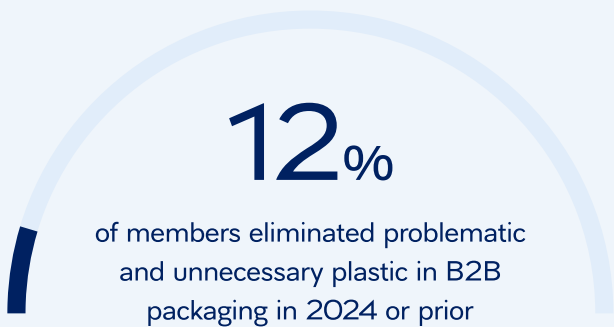 12%
of members eliminated problematic
and unnecessary plastic in B2B
packaging in 2024 or prior